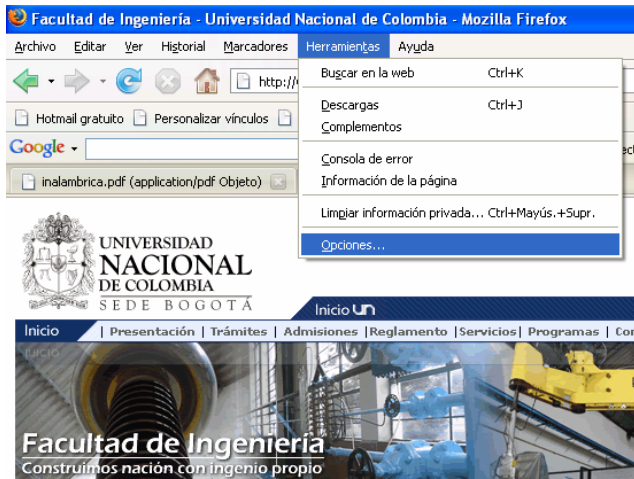 Facultad de Ingeniería - Universidad Nacional de Colombia - Mozilla Firefox
Archivo Editar Ver Historial Marcadores Herramientas Ayuda
Buscar en la web Ctrl+K
http://
Descargas Ctrl+J
Hotmail gratuito Personalizar vínculos
Complementos
Google
Consola de error
inalambrica.pdf (application/pdf Objeto)
Información de la página
Limpiar información privada... Ctrl+Mayús.+Supr.
Opciones...
UNIVERSIDAD
NACIONAL
DE COLOMBIA
SEDE BOGOTÁ
Inicio un
Inicio | Presentación | Trámites | Admisiones |Reglamento |Servicios| Programas |
Facultad de Ingeniería
Construimos nación con ingenio propio